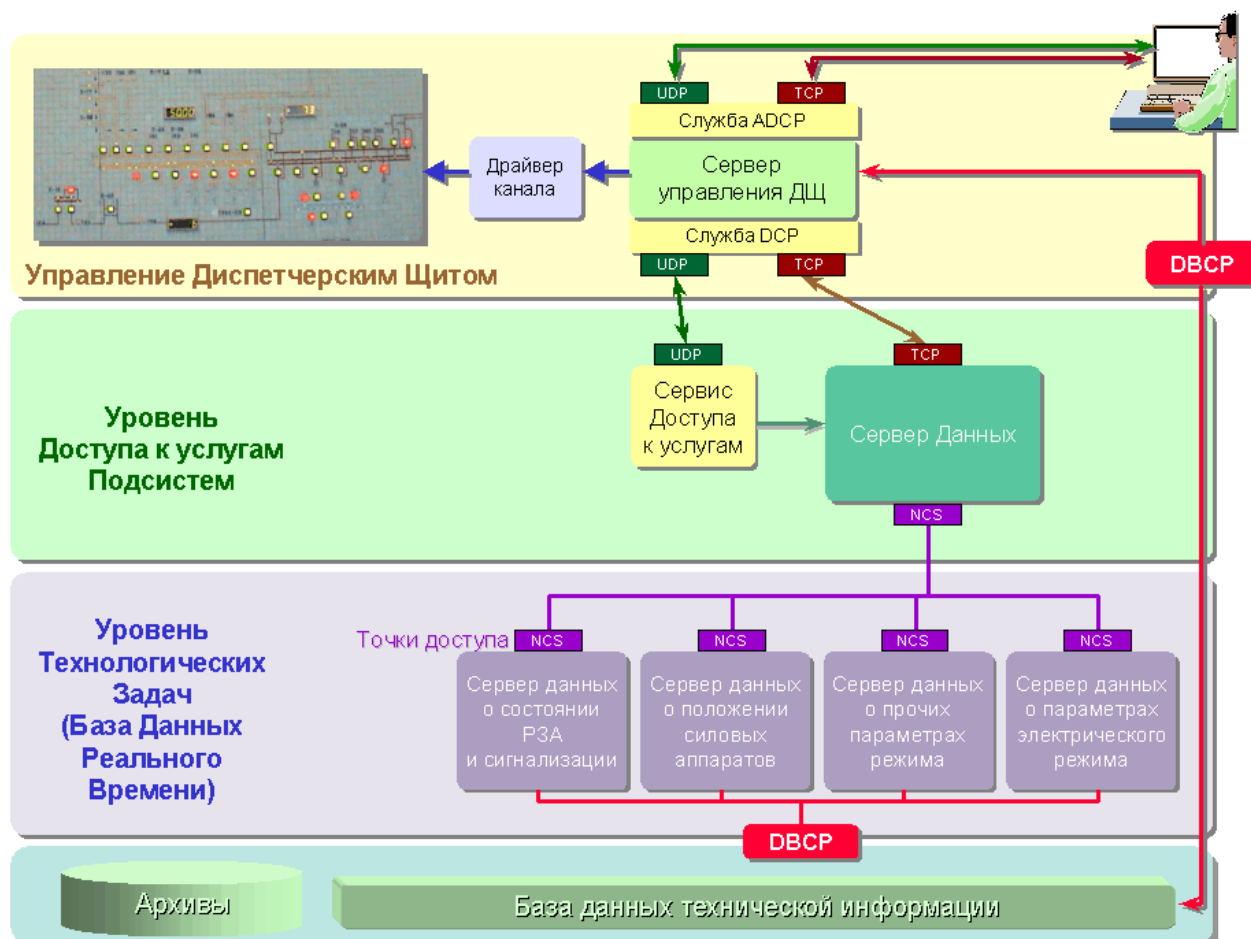 UDP
TCP
Служба ADCP
Драйвер
канала
Сервер
управления ДЩ
Служба DCP
UDP
TCP
DBCP
Управление Диспетчерским Щитом
UDP
TCP
Уровень
Доступа к услугам
Подсистем
Сервис
Доступа
к услугам
Сервер Данных
NCS
Уровень
Технологических
Задач
(База Данных
Реального
Времени)
Точки доступа
NCS
NCS
NCS
NCS
Сервер данных
о состоянии
РЗА
и сигнализации
Сервер данных
о положении
силовых
аппаратов
Сервер данных
о прочих
параметрах
режима
Сервер данных
о параметрах
электрического
режима
DBCP
Архивы
База данных технической информации